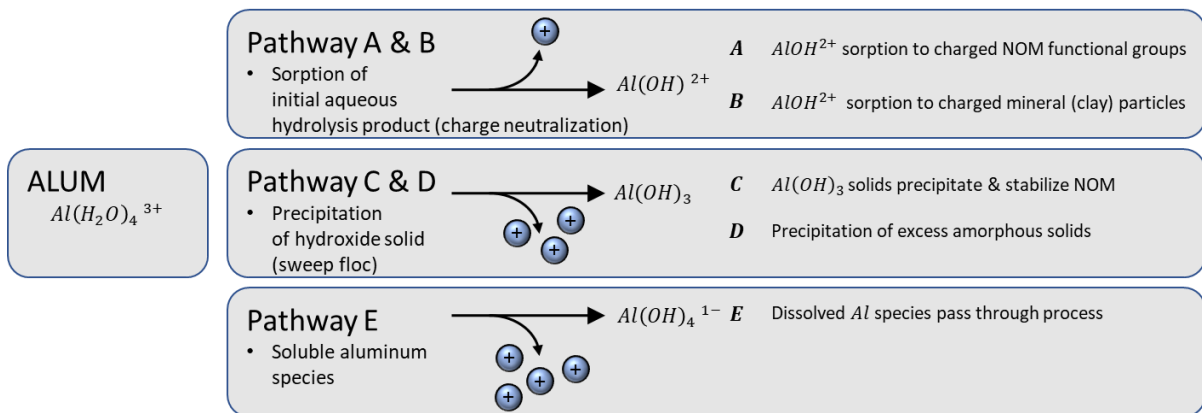 ALUM
Al(H₂O)₄ ³⁺
Pathway A & B
• Sorption of
initial aqueous
hydrolysis product (charge neutralization)
+
Al(OH) ²⁺
A AlOH²⁺ sorption to charged NOM functional groups
B AlOH²⁺ sorption to charged mineral (clay) particles
Pathway C & D
• Precipitation
of hydroxide solid
(sweep floc)
+ + +
Al(OH)₃
C Al(OH)₃ solids precipitate & stabilize NOM
D Precipitation of excess amorphous solids
Pathway E
• Soluble aluminum
species
+ + + + +
Al(OH)₄ ¹⁻
E Dissolved Al species pass through process